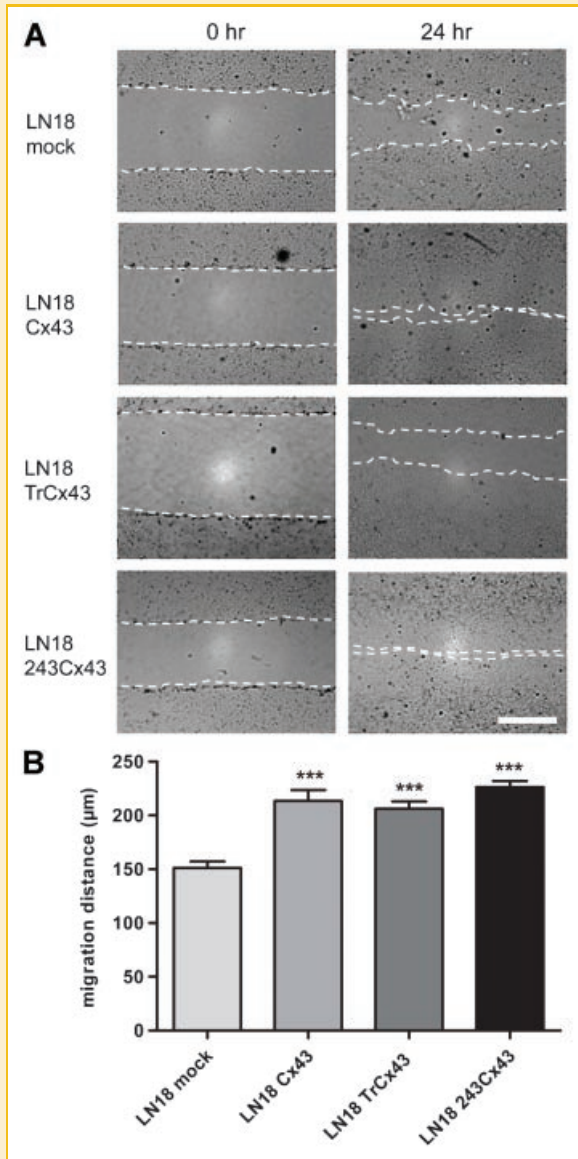 A
0 hr 24 hr
LN18
mock
LN18
Cx43
LN18
TrCx43
LN18
243Cx43
B
250
200
150
100
50
0
migration distance (µm)
***
***
***
LN18 mock
LN18 Cx43
LN18 TrCx43
LN18 243Cx43